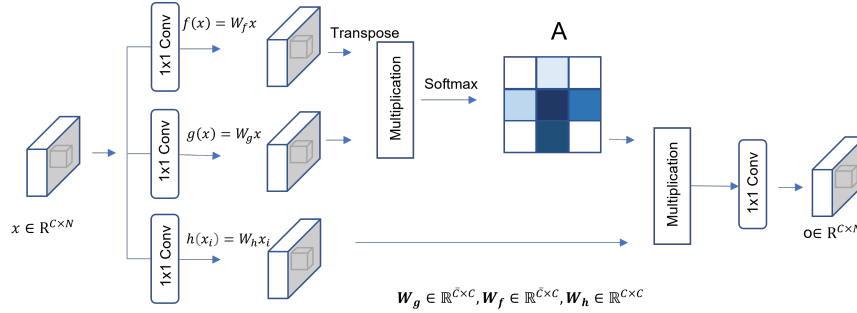 f(x) = W_f x
1x1 Conv
Transpose
A
Multiplication
Softmax
g(x) = W_g x
1x1 Conv
x ∈ R^{C×N}
h(x_i) = W_h x_i
1x1 Conv
Multiplication
1x1 Conv
o∈ R^{C×N}
W_g ∈ ℝ^{C̄×C}, W_f ∈ ℝ^{C̄×C}, W_h ∈ ℝ^{C×C}